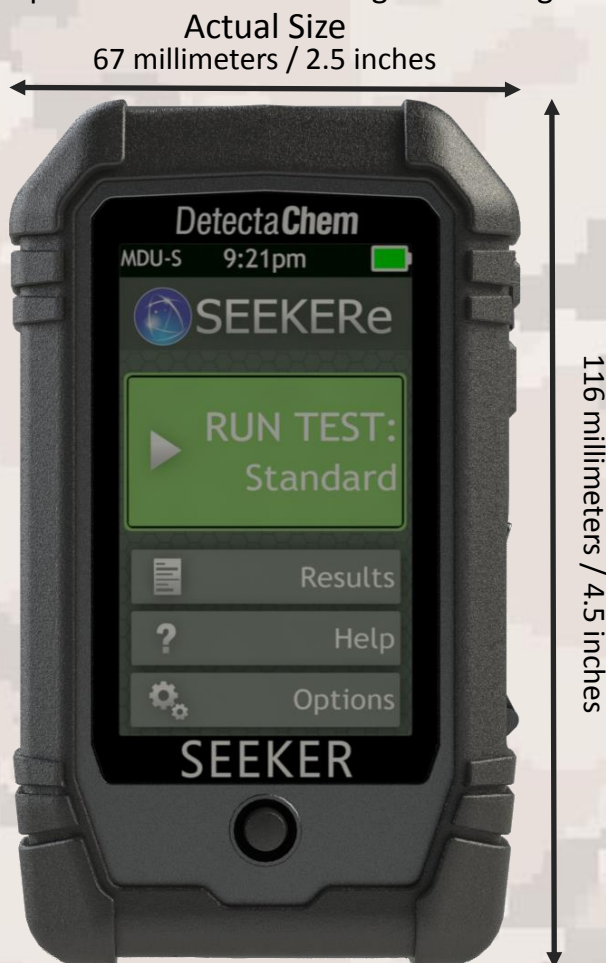 Actual Size
67 millimeters / 2.5 inches
DetectaChem
MDU-S 9:21pm
SEEKERe
RUN TEST:
Standard
Results
? Help
Options
SEEKER
116 millimeters / 4.5 inches